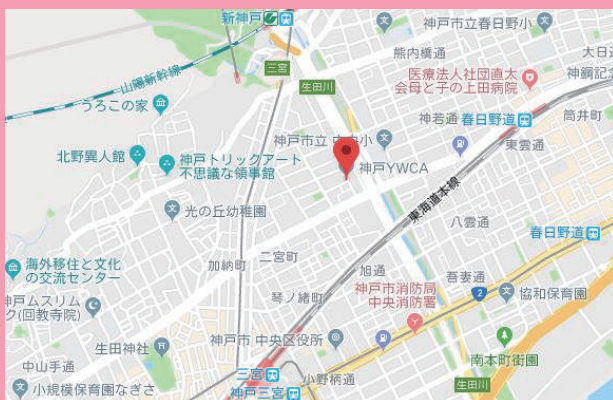 新神戸
神戸市立春日野小
熊内橋通
大日
山陽新幹線
三宮
生田川
医療法人社団直太
会母と子の上田病院
神鋼記念
うろこの家
筒井町
神若通
春日野道
神戸市立 中央小
東雲通
北野異人館
神戸トリックアート
不思議な領事館
神戸YWCA
東海道本線
光の丘幼稚園
八雲通
春日野道
海外移住と文化
の交流センター
加納町
二宮町
旭通
吾妻通
神戸市消防局
中央消防署
2
協和保育園
琴ノ緒町
神戸ムスリム
ク(回教寺院)
生田神社
神戸市 中央区役所
南本町街園
中山手通
三宮
小野柄通
生田川
小規模保育園なぎさ
神戸三宮